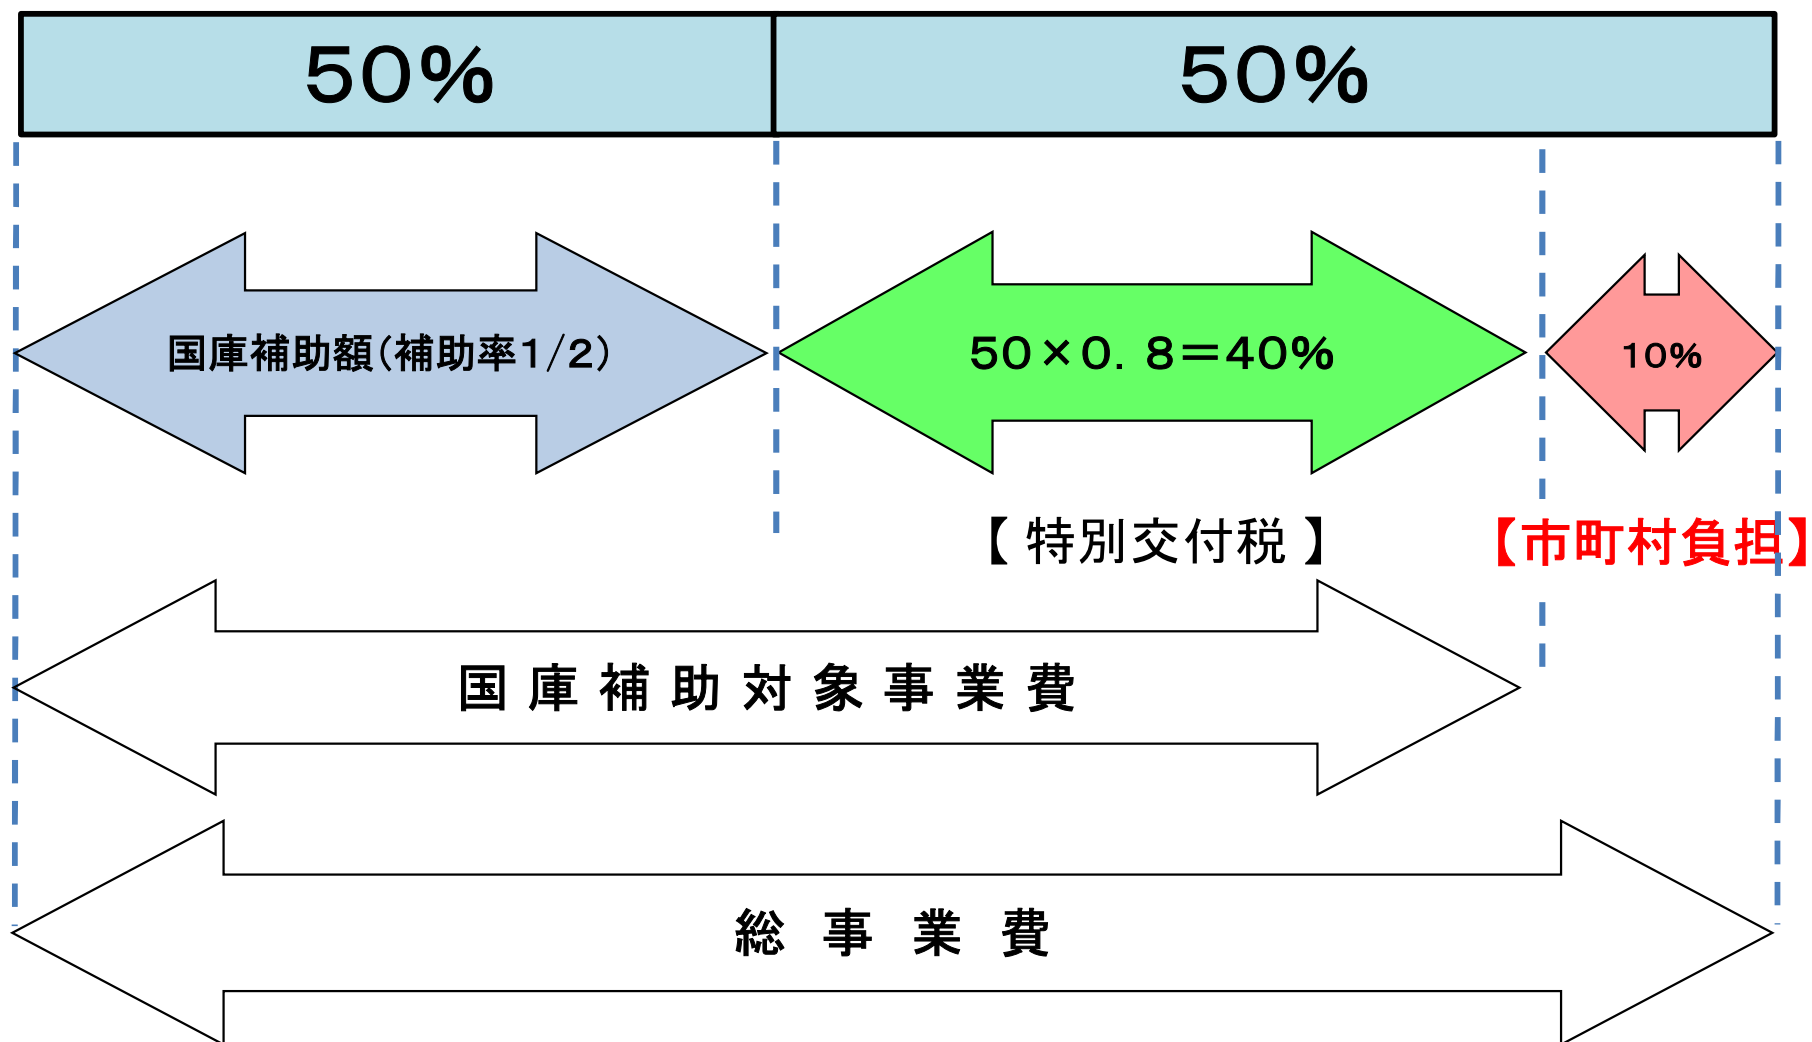 50%
50%
国庫補助額(補助率1/2)
50×0.8=40%
10%
【 特別交付税 】
【市町村負担】
国庫補助対象事業費
総事業費